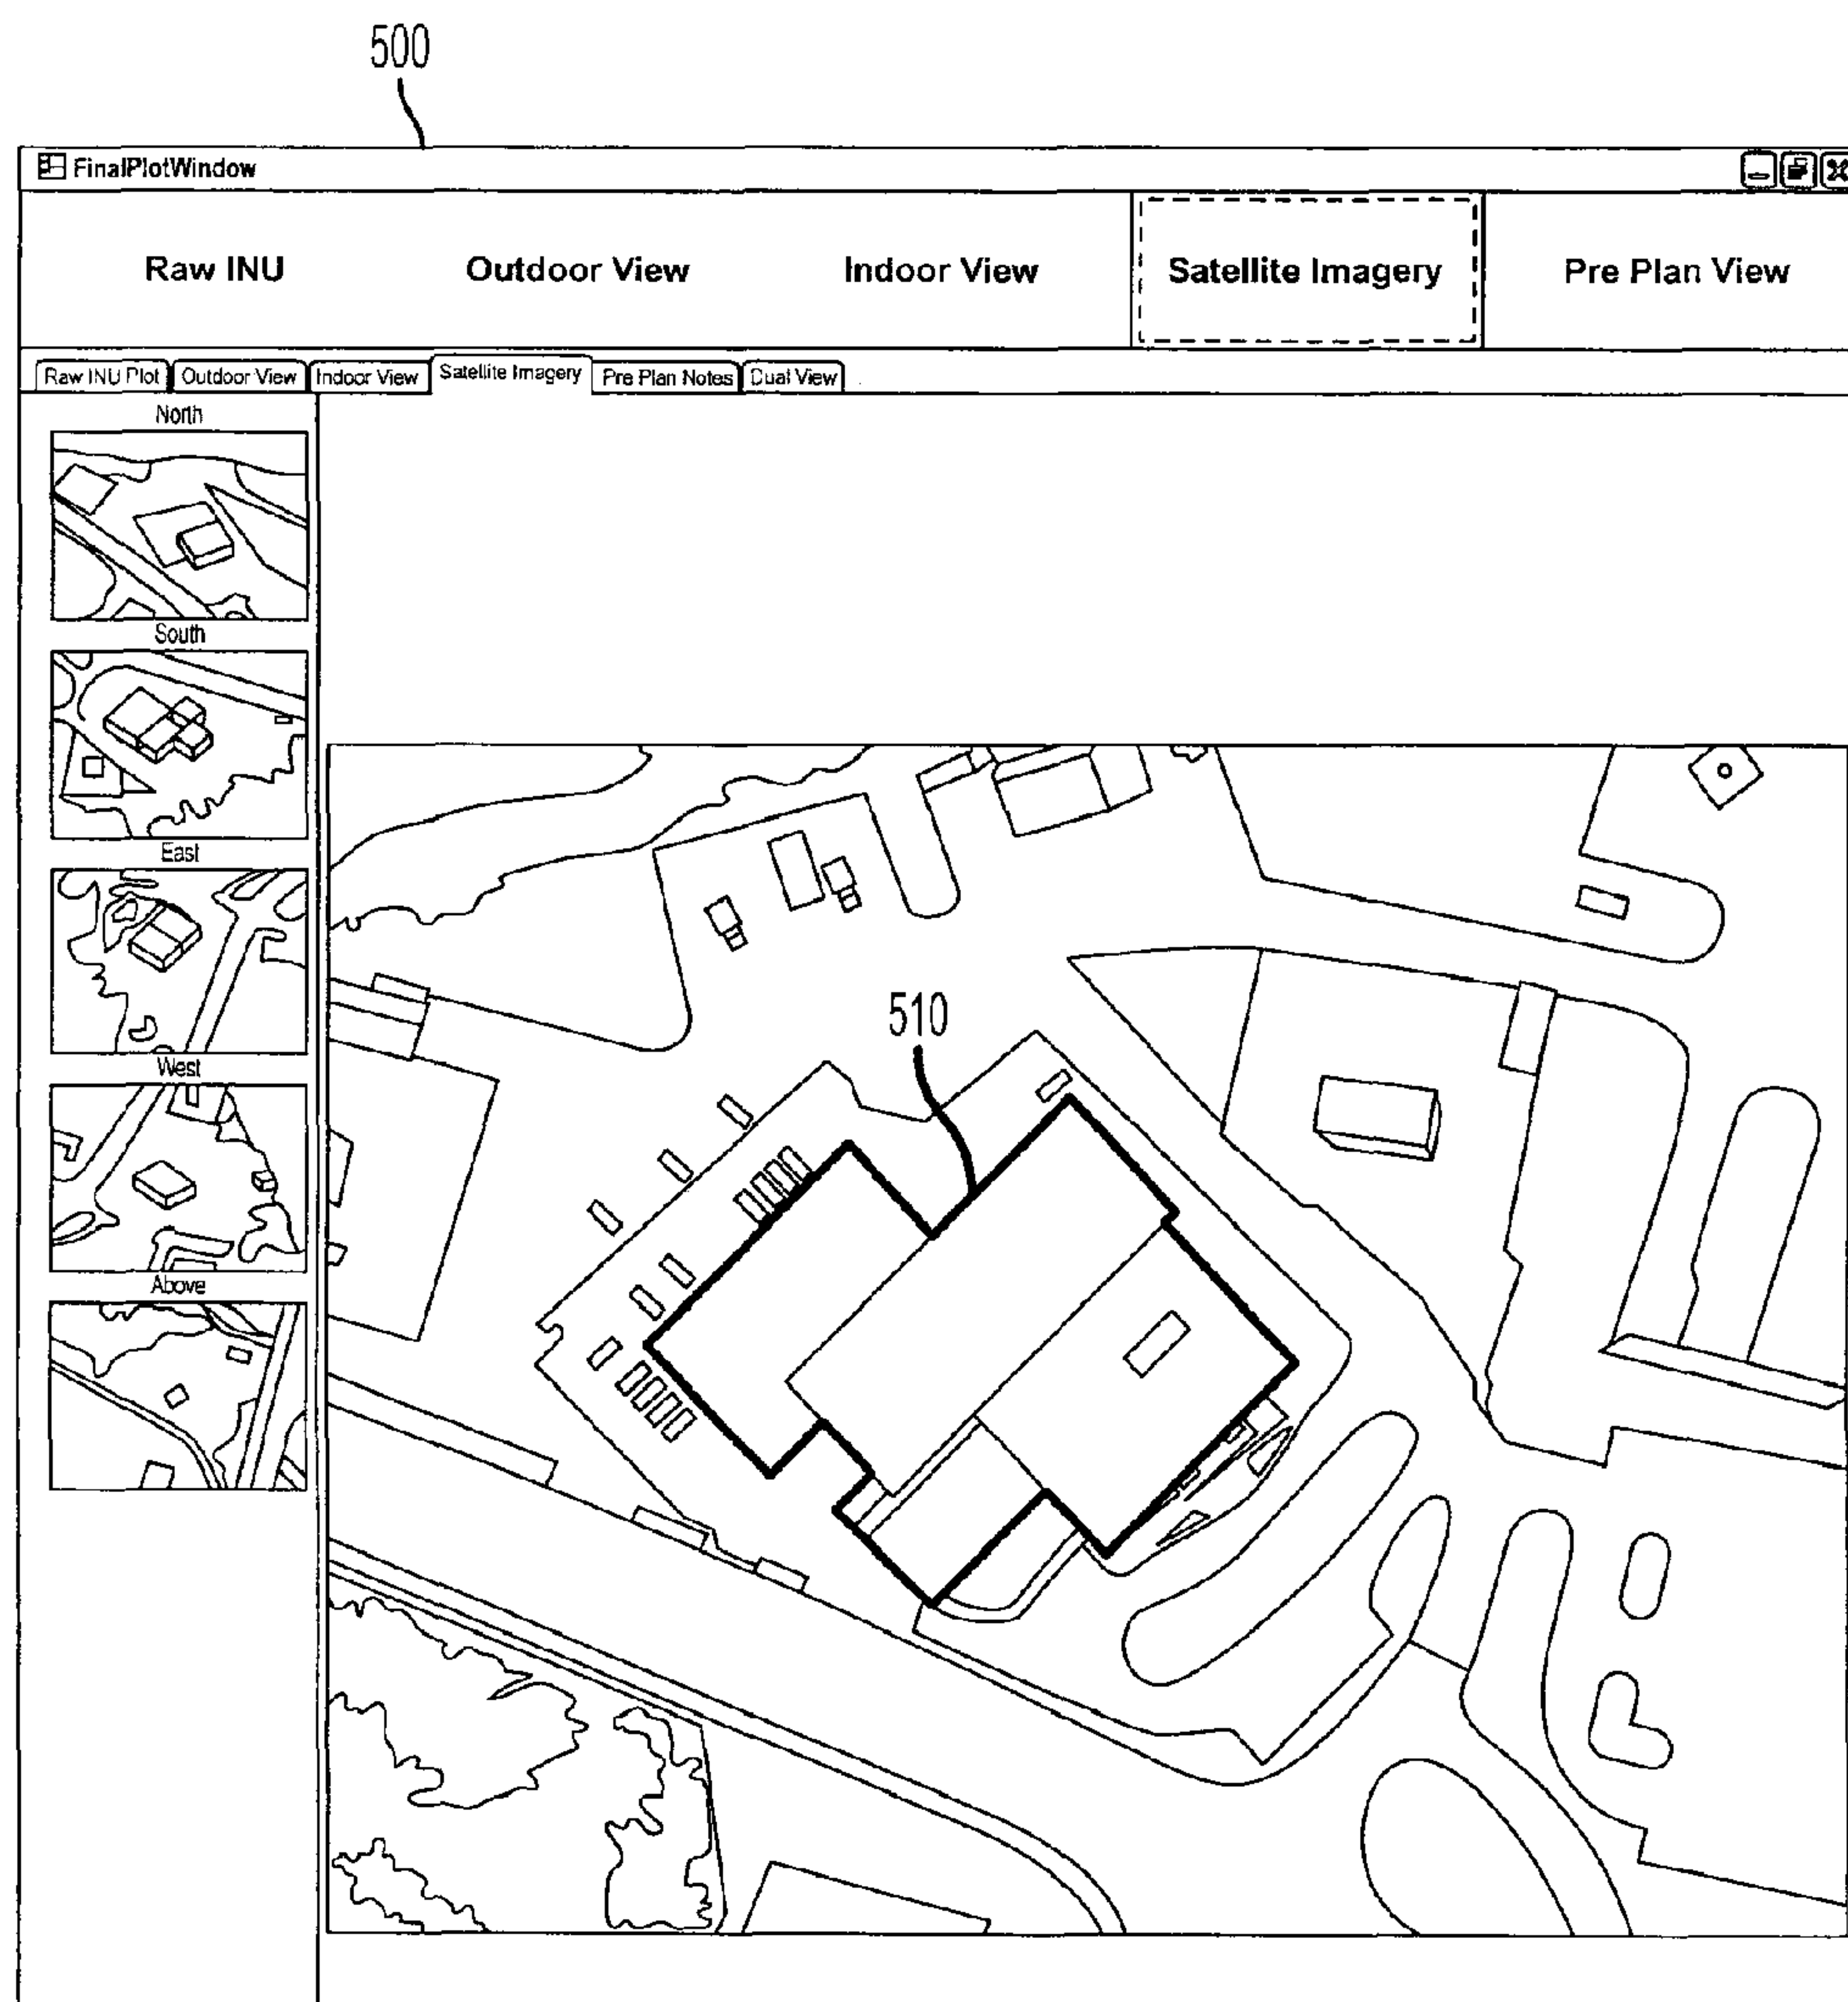 500
FinalPlotWindow
Raw INU Outdoor View Indoor View Satellite Imagery Pre Plan View
Raw INU Plot Outdoor View Indoor View Satellite Imagery Pre Plan Notes Dual View
North
South
East
West
Above
510